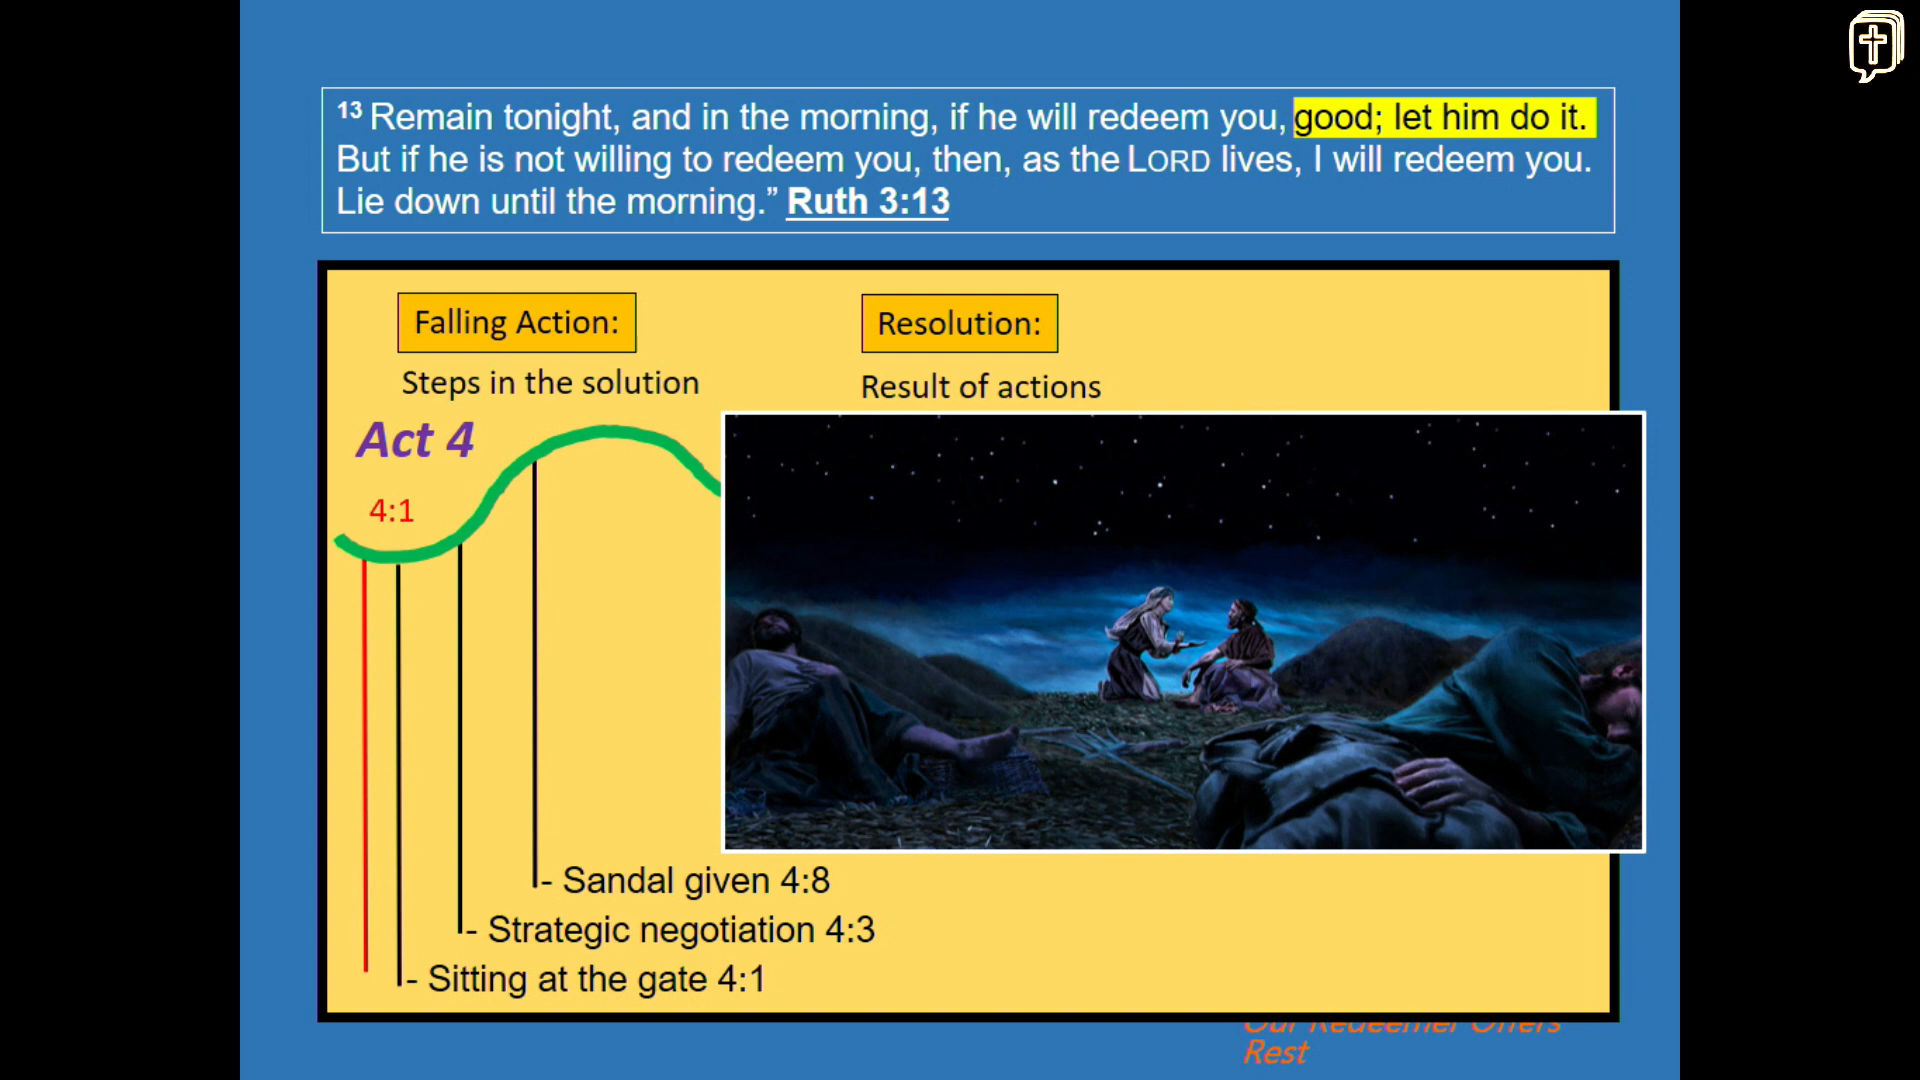 13 Remain tonight, and in the morning, if he will redeem you, good; let him do it.
But if he is not willing to redeem you, then, as the LORD lives, I will redeem you.
Lie down until the morning.” Ruth 3:13
Falling Action:
Resolution:
Steps in the solution
Result of actions
Act 4
4:1
- Sandal given 4:8
- Strategic negotiation 4:3
- Sitting at the gate 4:1
Our Redeemer Offers
Rest